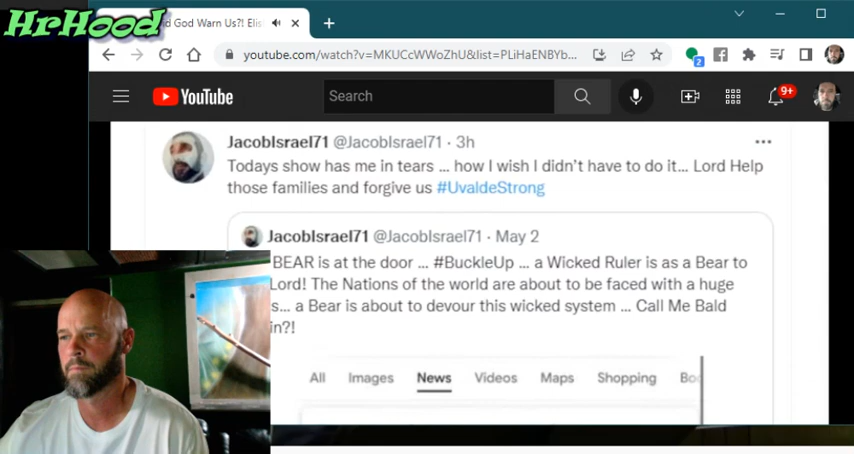 HrHood
d God Warn Us?! Elis
youtube.com/watch?v=MKUCcWWoZhU&list=PLiHaENBYb...
2
YouTube
Search
9+
JacobIsrael71 @JacobIsrael71 · 3h
Todays show has me in tears ... how I wish I didn't have to do it... Lord Help
those families and forgive us #UvaldeStrong
JacobIsrael71 @JacobIsrael71 · May 2
BEAR is at the door ... #BuckleUp ... a Wicked Ruler is as a Bear to
Lord! The Nations of the world are about to be faced with a huge
s... a Bear is about to devour this wicked system ... Call Me Bald
in?!
All Images News Videos Maps Shopping Boo